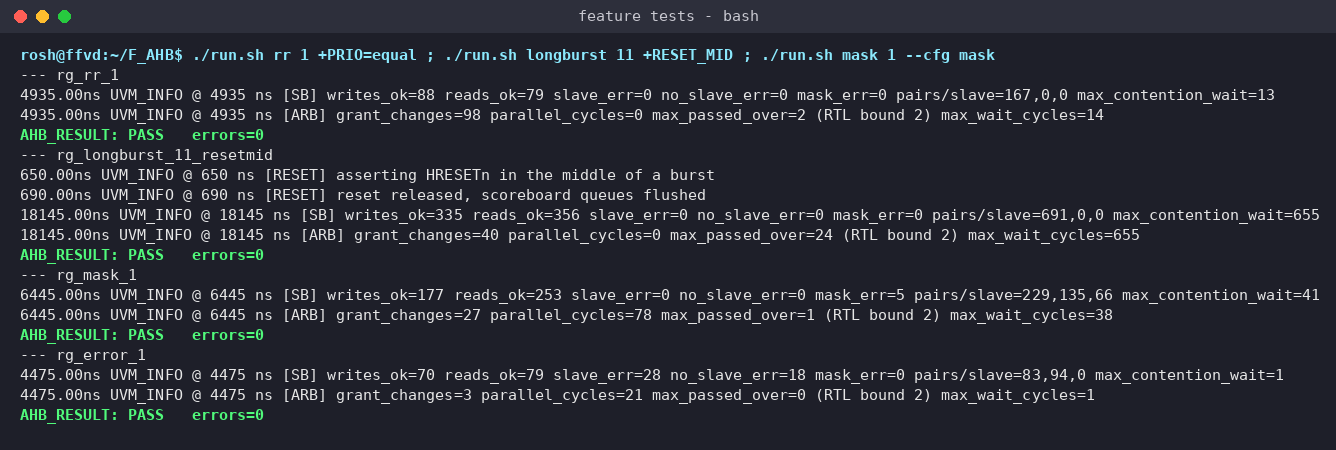 feature tests - bash
rosh@ffvd:~/F_AHB$ ./run.sh rr 1 +PRIO=equal ; ./run.sh longburst 11 +RESET_MID ; ./run.sh mask 1 --cfg mask
--- rg_rr_1
4935.00ns UVM_INFO @ 4935 ns [SB] writes_ok=88 reads_ok=79 slave_err=0 no_slave_err=0 mask_err=0 pairs/slave=167,0,0 max_contention_wait=13
4935.00ns UVM_INFO @ 4935 ns [ARB] grant_changes=98 parallel_cycles=0 max_passed_over=2 (RTL bound 2) max_wait_cycles=14
AHB_RESULT: PASS   errors=0
--- rg_longburst_11_resetmid
650.00ns UVM_INFO @ 650 ns [RESET] asserting HRESETn in the middle of a burst
690.00ns UVM_INFO @ 690 ns [RESET] reset released, scoreboard queues flushed
18145.00ns UVM_INFO @ 18145 ns [SB] writes_ok=335 reads_ok=356 slave_err=0 no_slave_err=0 mask_err=0 pairs/slave=691,0,0 max_contention_wait=655
18145.00ns UVM_INFO @ 18145 ns [ARB] grant_changes=40 parallel_cycles=0 max_passed_over=24 (RTL bound 2) max_wait_cycles=655
AHB_RESULT: PASS   errors=0
--- rg_mask_1
6445.00ns UVM_INFO @ 6445 ns [SB] writes_ok=177 reads_ok=253 slave_err=0 no_slave_err=0 mask_err=5 pairs/slave=229,135,66 max_contention_wait=41
6445.00ns UVM_INFO @ 6445 ns [ARB] grant_changes=27 parallel_cycles=78 max_passed_over=1 (RTL bound 2) max_wait_cycles=38
AHB_RESULT: PASS   errors=0
--- rg_error_1
4475.00ns UVM_INFO @ 4475 ns [SB] writes_ok=70 reads_ok=79 slave_err=28 no_slave_err=18 mask_err=0 pairs/slave=83,94,0 max_contention_wait=1
4475.00ns UVM_INFO @ 4475 ns [ARB] grant_changes=3 parallel_cycles=21 max_passed_over=0 (RTL bound 2) max_wait_cycles=1
AHB_RESULT: PASS   errors=0